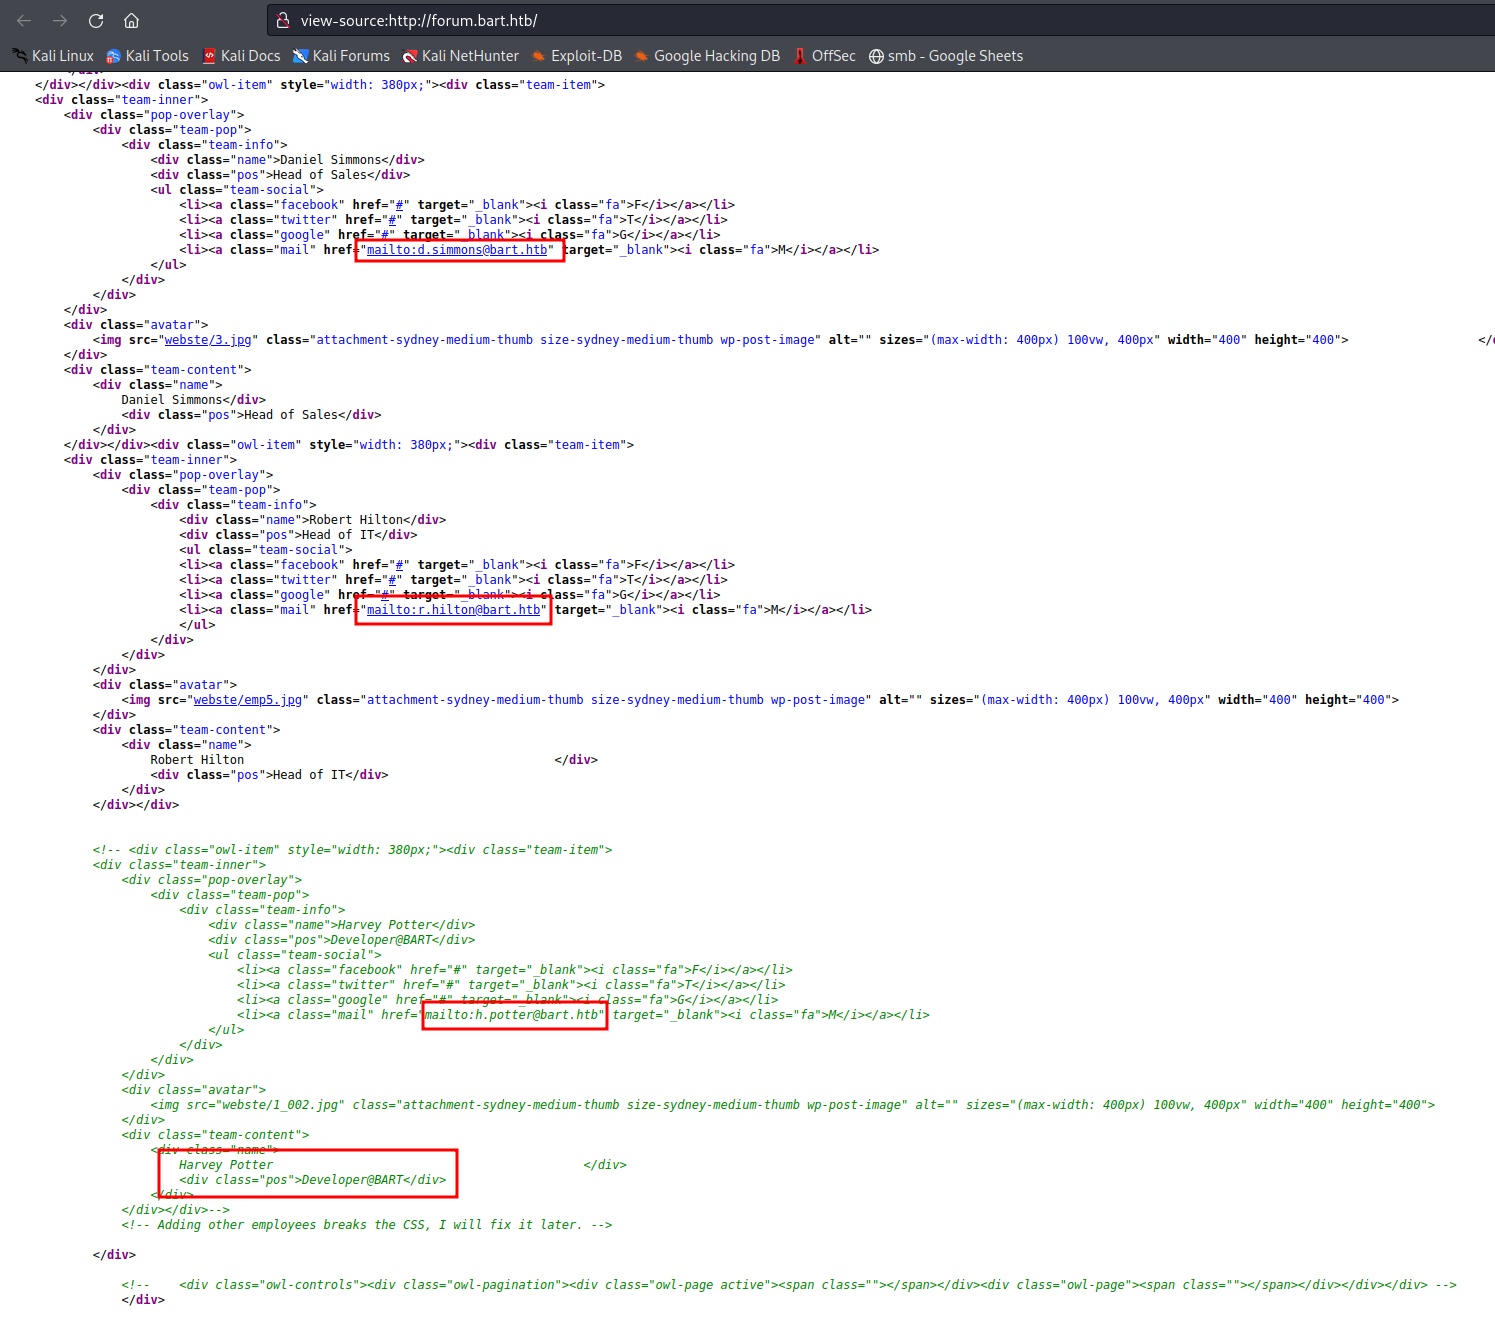 view-source:http://forum.bart.htb/
Kali Linux Kali Tools Kali Docs Kali Forums Kali NetHunter Exploit-DB Google Hacking DB OffSec smb - Google Sheets
</div></div><div class="owl-item" style="width: 380px;"><div class="team-item">
<div class="team-inner">
<div class="pop-overlay">
<div class="team-pop">
<div class="team-info">
<div class="name">Daniel Simmons</div>
<div class="pos">Head of Sales</div>
<ul class="team-social">
<li><a class="facebook" href="#" target="_blank"><i class="fa">F</i></a></li>
<li><a class="twitter" href="#" target="_blank"><i class="fa">T</i></a></li>
<li><a class="google" href="#" target="_blank"><i class="fa">G</i></a></li>
<li><a class="mail" href="mailto:d.simmons@bart.htb" target="_blank"><i class="fa">M</i></a></li>
</ul>
</div>
</div>
</div>
<div class="avatar">
<img src="webste/3.jpg" class="attachment-sydney-medium-thumb size-sydney-medium-thumb wp-post-image" alt="" sizes="(max-width: 400px) 100vw, 400px" width="400" height="400">
</div>
<div class="team-content">
<div class="name">
Daniel Simmons</div>
<div class="pos">Head of Sales</div>
</div>
</div></div><div class="owl-item" style="width: 380px;"><div class="team-item">
<div class="team-inner">
<div class="pop-overlay">
<div class="team-pop">
<div class="team-info">
<div class="name">Robert Hilton</div>
<div class="pos">Head of IT</div>
<ul class="team-social">
<li><a class="facebook" href="#" target="_blank"><i class="fa">F</i></a></li>
<li><a class="twitter" href="#" target="_blank"><i class="fa">T</i></a></li>
<li><a class="google" href="#" target="_blank"><i class="fa">G</i></a></li>
<li><a class="mail" href="mailto:r.hilton@bart.htb" target="_blank"><i class="fa">M</i></a></li>
</ul>
</div>
</div>
</div>
<div class="avatar">
<img src="webste/emp5.jpg" class="attachment-sydney-medium-thumb size-sydney-medium-thumb wp-post-image" alt="" sizes="(max-width: 400px) 100vw, 400px" width="400" height="400">
</div>
<div class="team-content">
<div class="name">
Robert Hilton </div>
<div class="pos">Head of IT</div>
</div>
</div></div>
<!-- <div class="owl-item" style="width: 380px;"><div class="team-item">
<div class="team-inner">
<div class="pop-overlay">
<div class="team-pop">
<div class="team-info">
<div class="name">Harvey Potter</div>
<div class="pos">Developer@BART</div>
<ul class="team-social">
<li><a class="facebook" href="#" target="_blank"><i class="fa">F</i></a></li>
<li><a class="twitter" href="#" target="_blank"><i class="fa">T</i></a></li>
<li><a class="google" href="#" target="_blank"><i class="fa">G</i></a></li>
<li><a class="mail" href="mailto:h.potter@bart.htb" target="_blank"><i class="fa">M</i></a></li>
</ul>
</div>
</div>
</div>
<div class="avatar">
<img src="webste/1_002.jpg" class="attachment-sydney-medium-thumb size-sydney-medium-thumb wp-post-image" alt="" sizes="(max-width: 400px) 100vw, 400px" width="400" height="400">
</div>
<div class="team-content">
<div class="name">
Harvey Potter </div>
<div class="pos">Developer@BART</div>
</div>
</div></div>-->
<!-- Adding other employees breaks the CSS, I will fix it later. -->
</div>
<!-- <div class="owl-controls"><div class="owl-pagination"><div class="owl-page active"><span class=""></span></div><div class="owl-page"><span class=""></span></div></div></div> -->
</div>